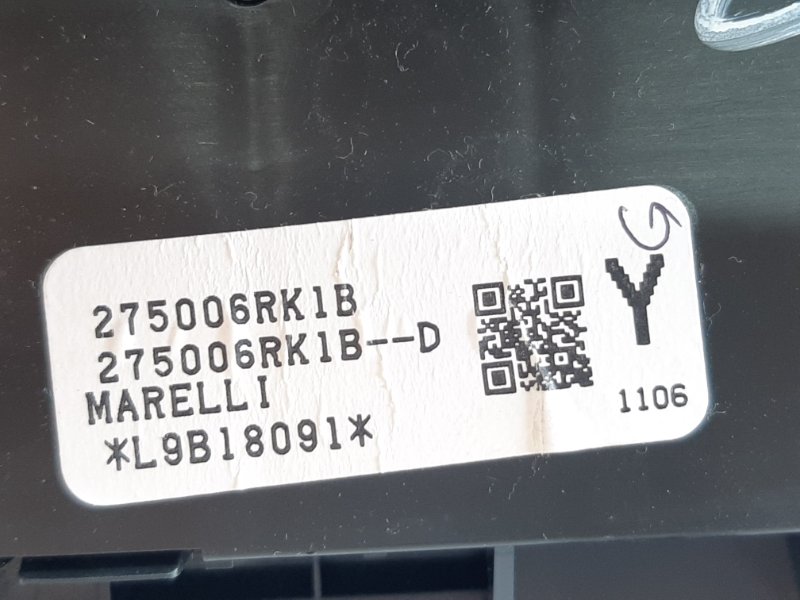 G
275006RK1B
275006RK1B--D
MARELLI
*L9B18091*
Y
1106